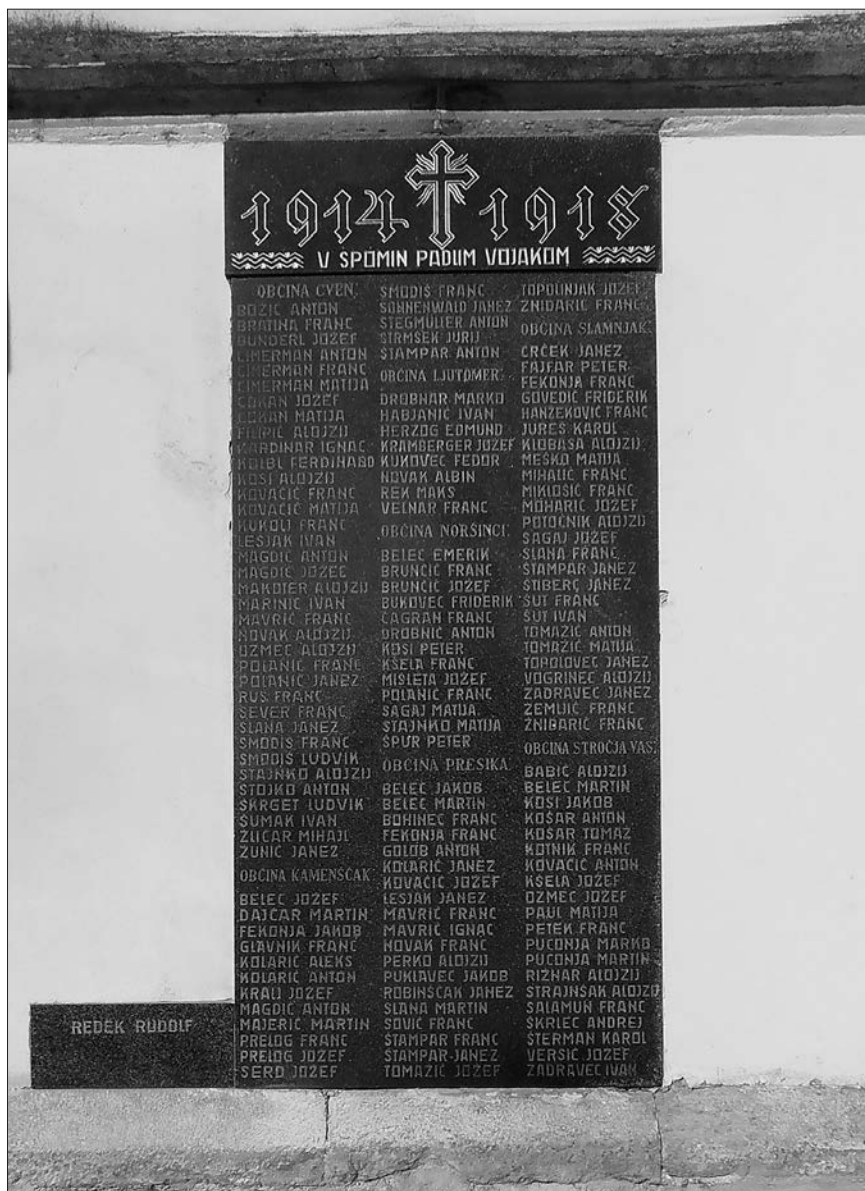 1914 1918
V SPOMIN PADLIM VOJAKOM
OBČINA CVEN
BOŽIČ ANTON
BRATINA FRANC
BUNDERL JOŽEF
CIMERMAN ANTON
CIMERMAN FRANC
CIMERMAN MATIJA
JOŽEF
MATIJA
FILIPIČ ALOJZIJ
KARDINAR IGNAC
KOLBL FERDINAND
KOSI ALOJZIJ
KOVAČIČ FRANC
KOVAČIČ MATIJA
KUKOLJ FRANC
LESJAK IVAN
MAGDIČ ANTON
MAGDIČ JOŽEF
MAKOTER ALOJZIJ
MARINIČ IVAN
MAVRIČ FRANC
NOVAK ALOJZIJ
OZMEC ALOJZIJ
POLANIČ FRANC
POLANIČ JANEZ
RUS FRANC
SEVER FRANC
SLANA JANEZ
SMODIŠ FRANC
SMODIŠ LUDVIK
STAJNKO ALOJZIJ
STOJKO ANTON
ŠKRGET LUDVIK
ŠUMAK IVAN
ŽLIČAR MIHAJL
ŽUNIČ JANEZ
OBČINA KAMENŠČAK
BELEC JOŽEF
DAJČAR MARTIN
FEKONJA JAKOB
GLAVNIK FRANC
KOLARIČ ALEKS
KOLARIČ ANTON
KRALJ JOŽEF
MAGDIČ ANTON
MAJERIČ MARTIN
PRELOG FRANC
PRELOG JOŽEF
SERD JOŽEF
SMODIŠ FRANC
SONNENWALD JANEZ
STEGMÜLLER ANTON
STRMŠEK JURIJ
ŠTAMPAR ANTON
OBČINA LJUTOMER
DROBNAR MARKO
HABJANIČ IVAN
HERZOG EDMUND
KRAMBERGER JOZEF
KUKOVEC FEDOR
NOVAK ALBIN
REK MAKS
VELNAR FRANC
OBČINA NORŠINCI
BELEC EMERIK
BRUNČIČ FRANC
BRUNČIČ JOŽEF
BUKOVEC FRIDERIK
ČAGRAN FRANC
DROBNIČ ANTON
KOSI PETER
KŠELA FRANC
MISLETA JOŽEF
POLANIČ FRANC
SAGAJ MATIJA
STAJNKO MATIJA
ŠPUR PETER
OBČINA PRESIKA
BELEC JAKOB
BELEC MARTIN
BOHINEC FRANC
FEKONJA FRANC
GOLOB ANTON
KOLARIČ JANEZ
KOVAČIČ JOZEF
LESJAK JANEZ
MAVRIČ FRANC
MAVRIČ IGNAC
NOVAK FRANC
PERKO ALOJZIJ
PUKLAVEC JAKOB
ROBINŠČAK JANEZ
SLANA MARTIN
SOVIČ FRANC
ŠTAMPAR FRANC
ŠTAMPAR-JANEZ
TOMAŽIČ JOŽEF
TOPOLINJAK JOŽEF
ŽNIDARIČ FRANC
OBČINA SLAMNJAK
CRČEK JANEZ
FAJFAR PETER
FEKONJA FRANC
GOVEDIČ FRIDERIK
HANŽEKOVIČ FRANC
JUREŠ KAROL
KLOBASA ALOJZIJ
MEŠKO MATIJA
MIHALIČ FRANC
MIKLOŠIČ FRANC
MOHARIČ JOŽEF
POTOČNIK ALOJZIJ
SAGAJ JOŽEF
SLANA FRANC
ŠTAMPAR JANEZ
ŠOBERC JANEZ
ŠUT FRANC
ŠUT IVAN
TOMAŽIČ ANTON
TOMAŽIČ MATIJA
TOPOLOVEC JANEZ
VOGRINEC ALOJZIJ
ZADRAVEC JANEZ
ZEMLJIČ FRANC
ŽNIDARIČ FRANC
OBČINA STROČJA VAS
BABIČ ALOJZIJ
BELEC MARTIN
KOSI JAKOB
KOŠAR ANTON
KOŠAR TOMAŽ
KOTNIK FRANC
KOVAČIČ ANTON
KŠELA JOŽEF
OZMEC JOŽEF
PAUL MATIJA
PETEK FRANC
PUCONJA MARKO
PUCONJA MARTIN
RIŽNAR ALOJZIJ
STRAJNŠAK ALOJZIJ
SALAMUN FRANC
ŠKRLEC ANDREJ
ŠTERMAN KAROL
VERŠIČ JOŽEF
ZADRAVEC IVAN
REDEK RUDOLF